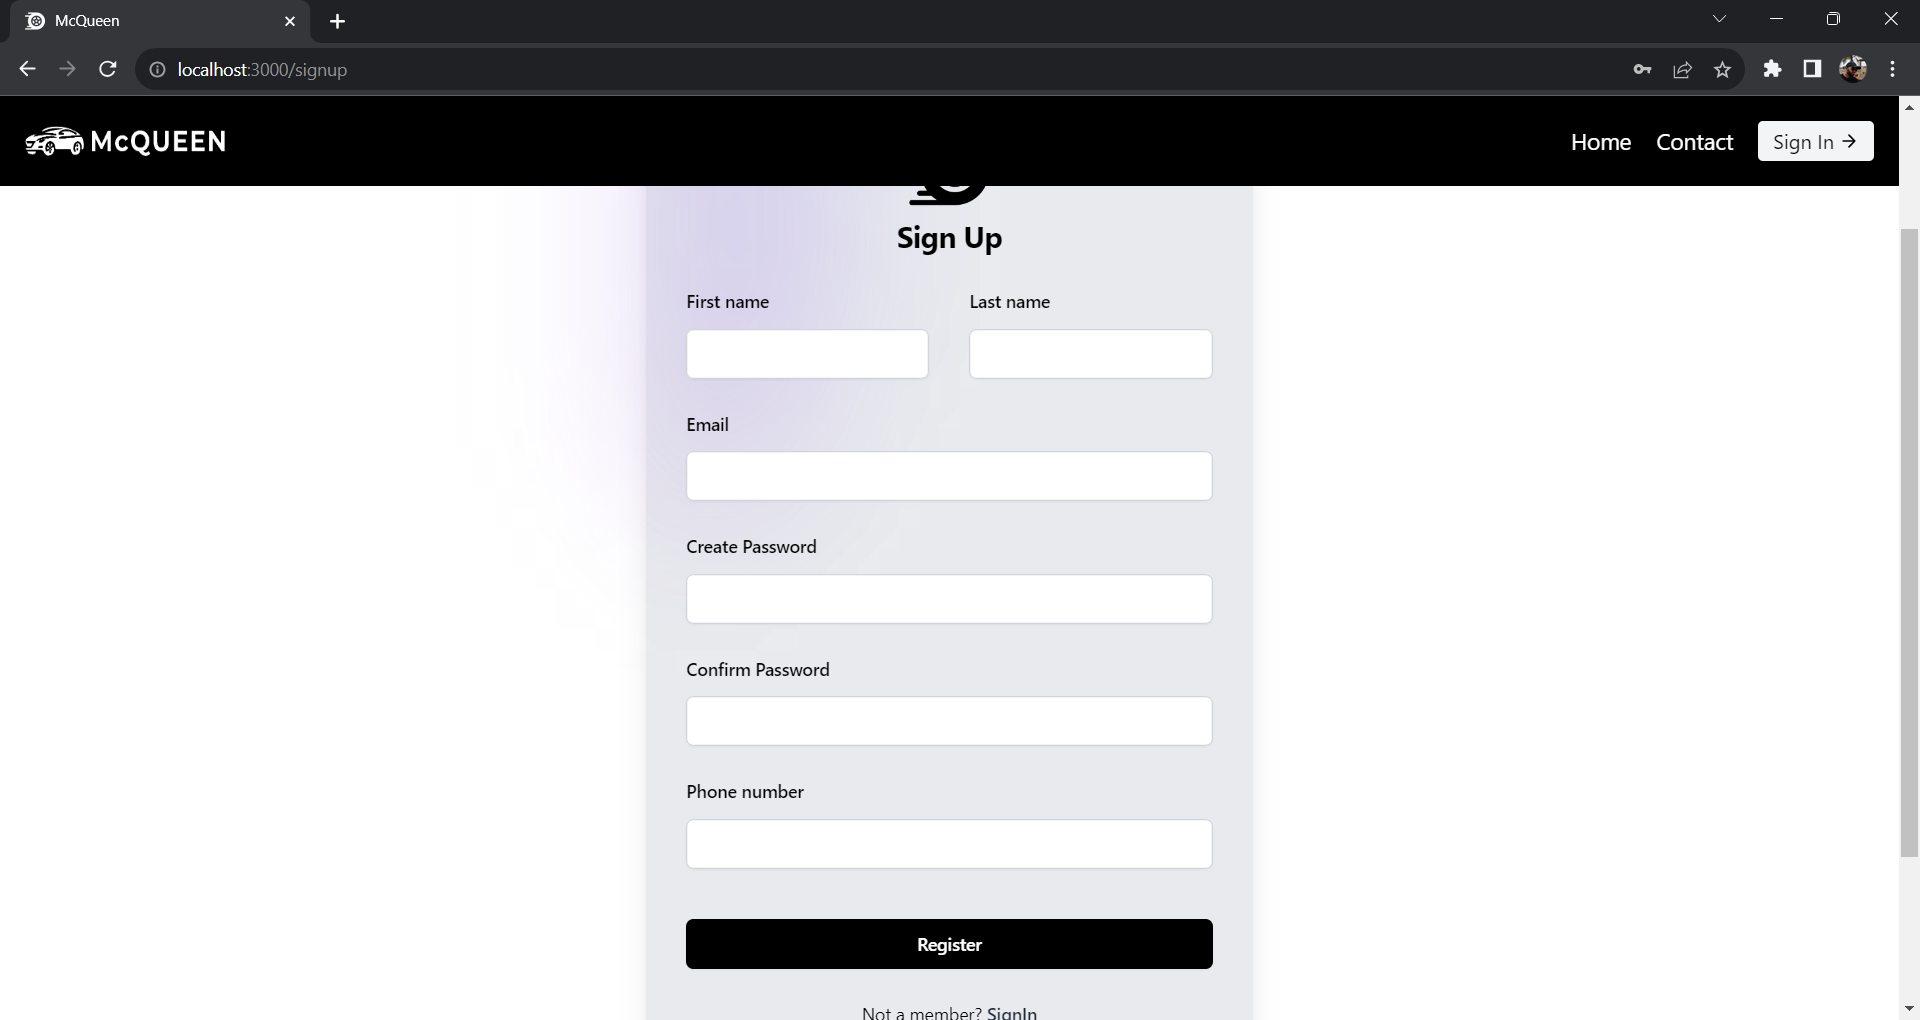 McQueen
localhost:3000/signup
McQUEEN
Home Contact Sign In →
Sign Up
First name Last name
Email
Create Password
Confirm Password
Phone number
Register
Not a member? SignIn